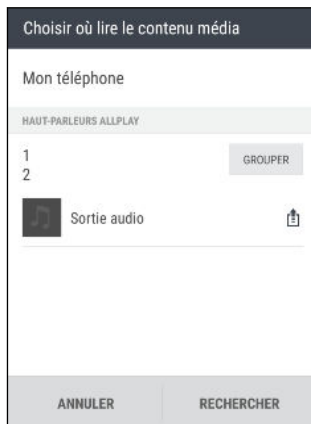 Choisir où lire le contenu média
Mon téléphone
HAUT-PARLEURS ALLPLAY
1
GROUPER
2
Sortie audio
ANNULER
RECHERCHER